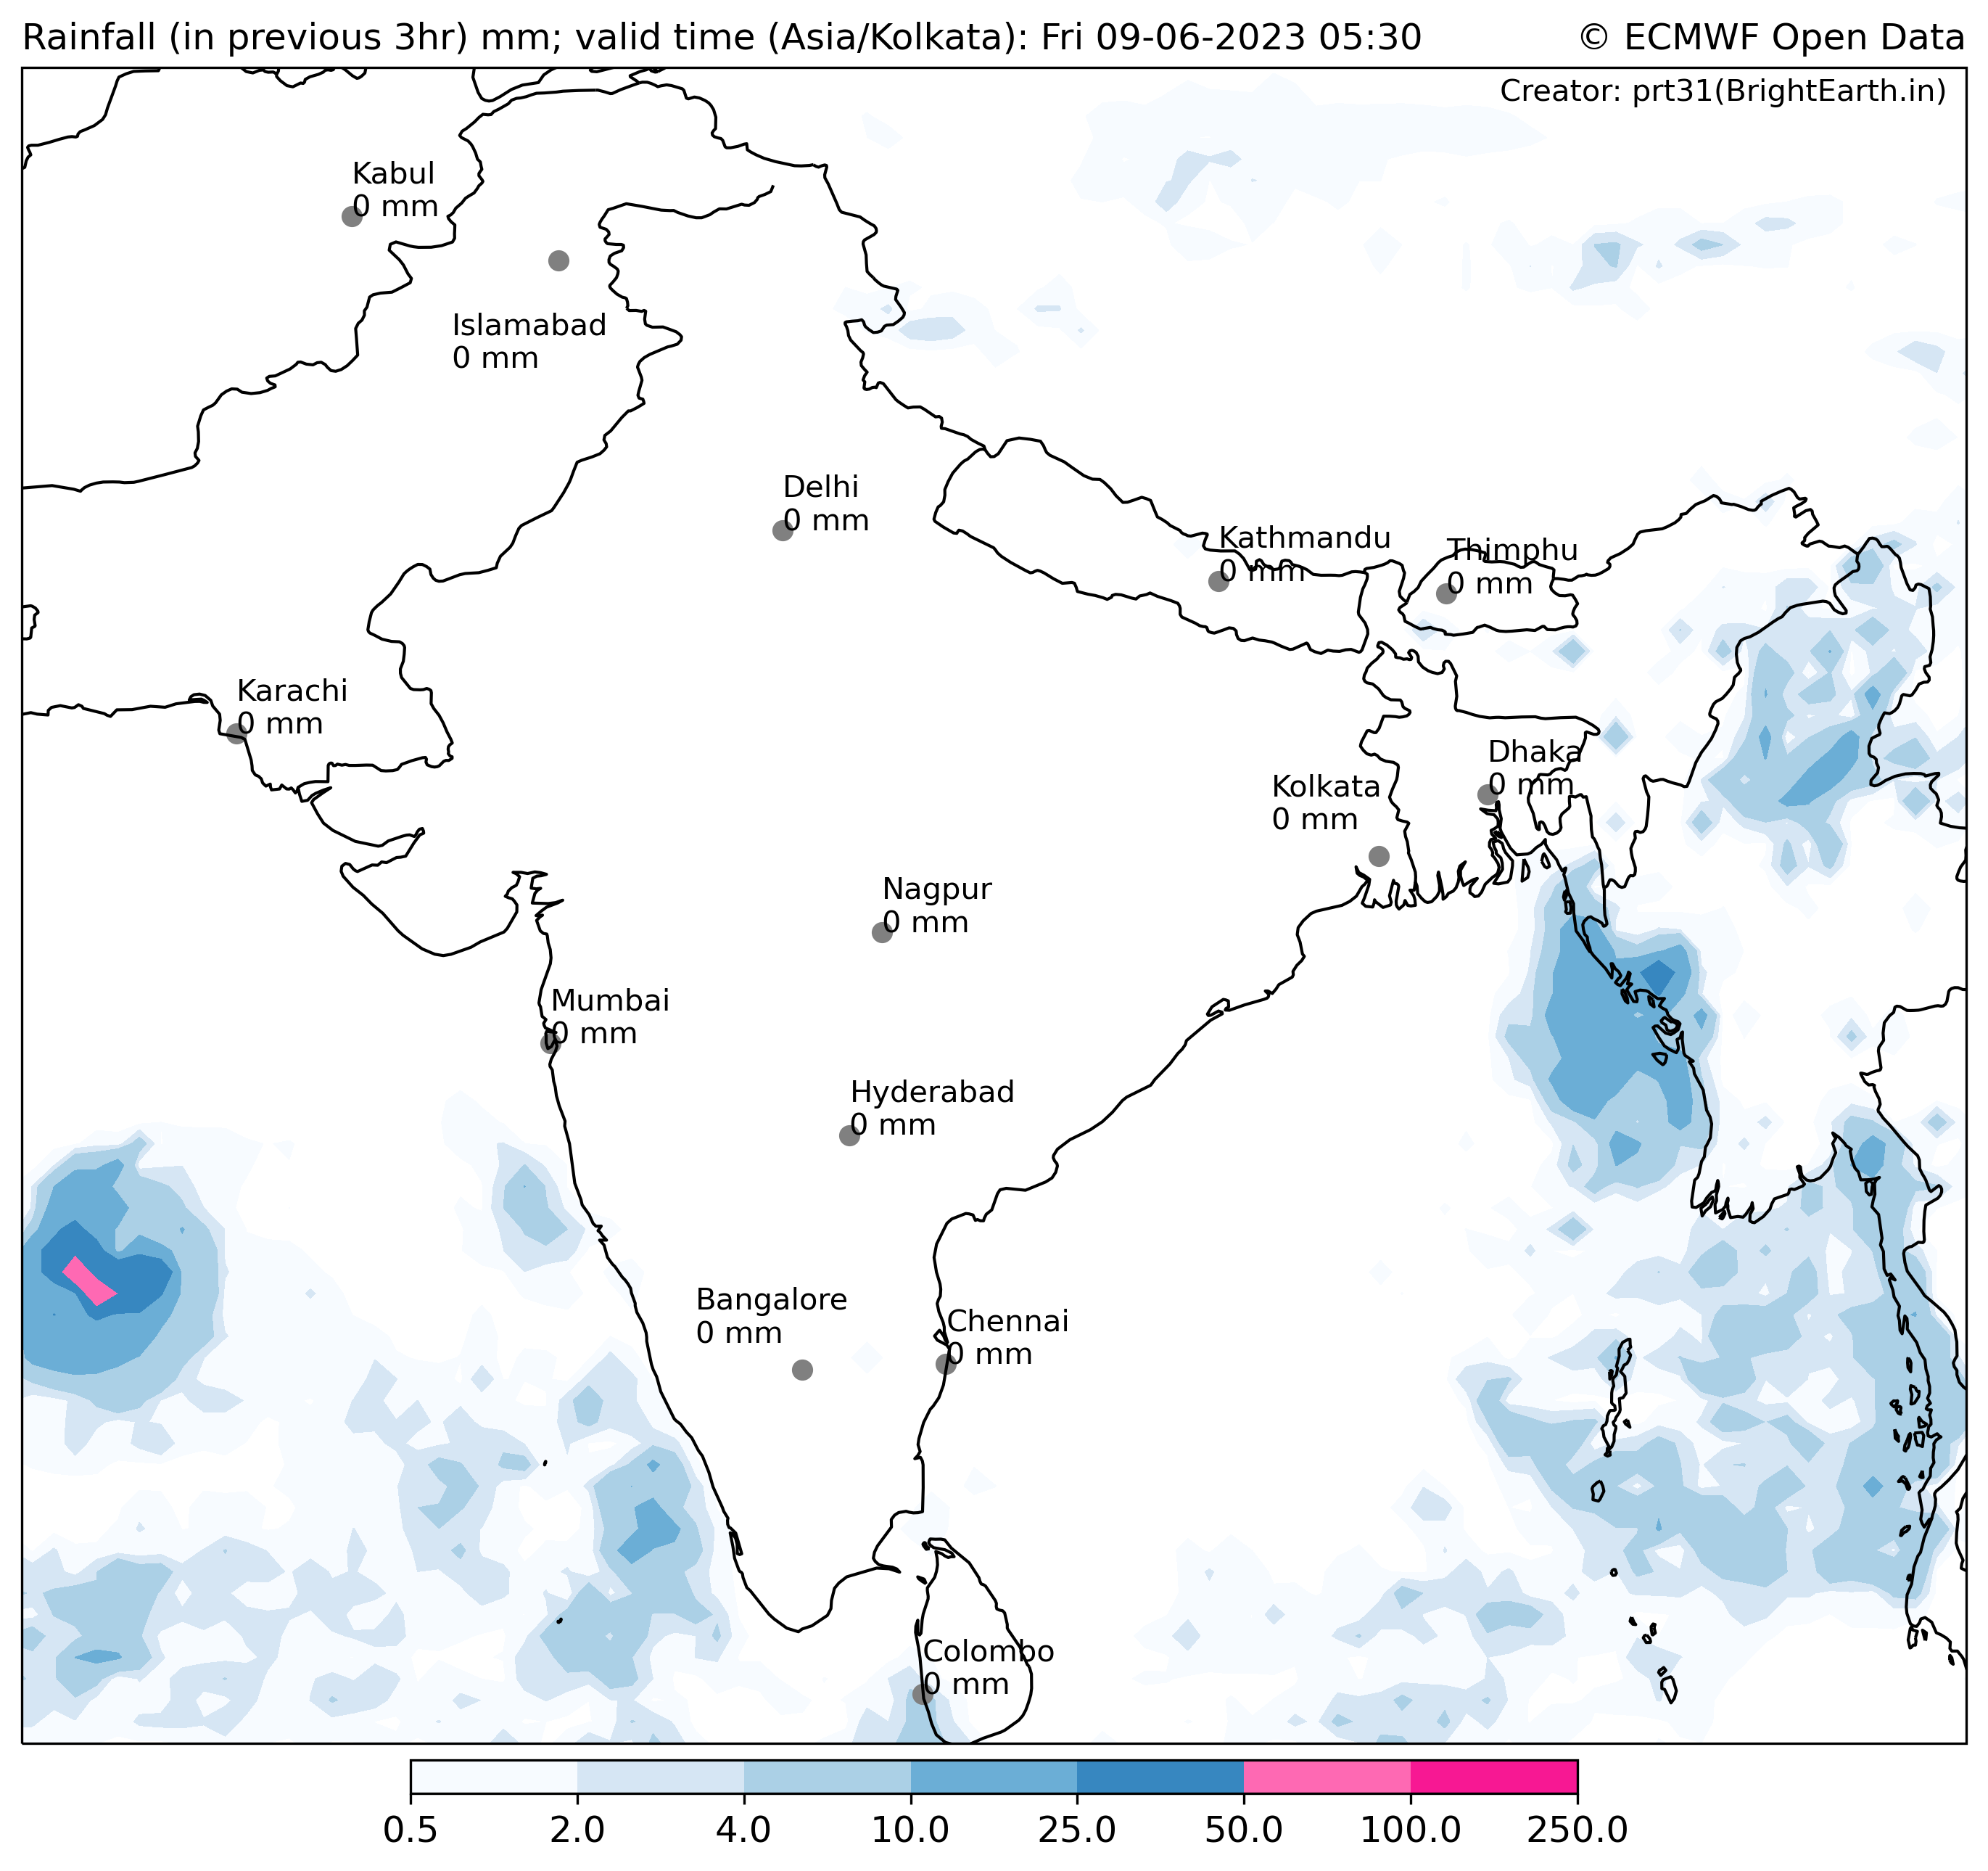 Rainfall (in previous 3hr) mm; valid time (Asia/Kolkata): Fri 09-06-2023 05:30
© ECMWF Open Data
Creator: prt31(BrightEarth.in)
Kabul
0 mm
Islamabad
0 mm
Delhi
0 mm
Kathmandu
0 mm
Thimphu
0 mm
Karachi
0 mm
Dhaka
0 mm
Kolkata
0 mm
Nagpur
0 mm
Mumbai
0 mm
Hyderabad
0 mm
Bangalore
0 mm
Chennai
0 mm
Colombo
0 mm
0.5 2.0 4.0 10.0 25.0 50.0 100.0 250.0